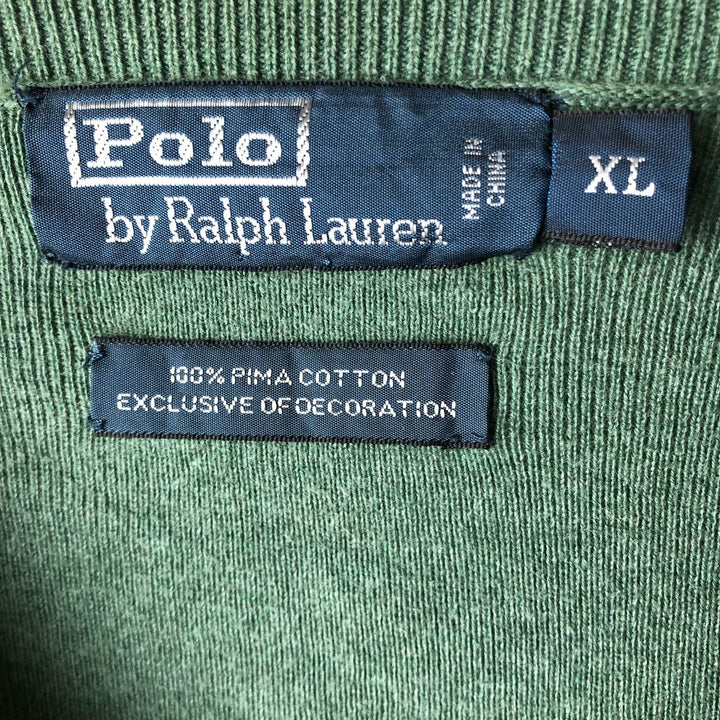 Polo
by Ralph Lauren
MADE IN
CHINA
XL
100% PIMA COTTON
EXCLUSIVE OF DECORATION